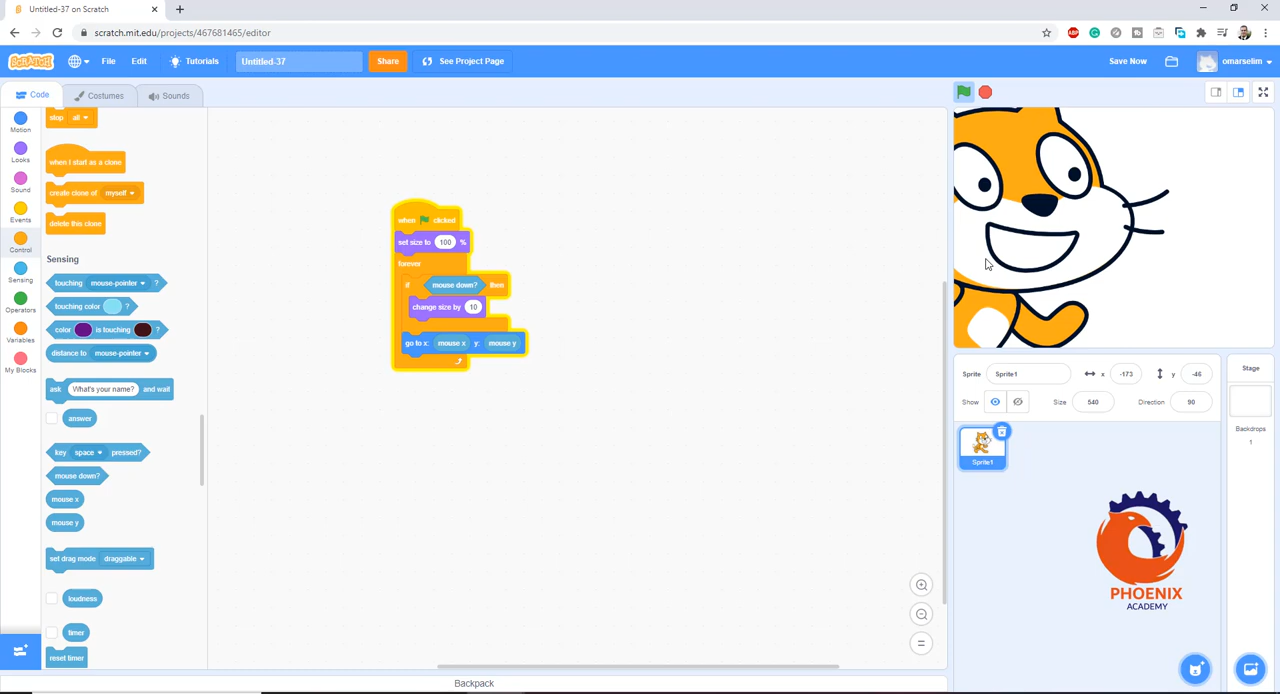 Untitled-37 on Scratch
scratch.mit.edu/projects/467681465/editor
SCRATCH File Edit Tutorials Untitled-37 Share See Project Page Save Now omarselim
Code Costumes Sounds
Motion
Looks
Sound
Events
Control
Sensing
Operators
Variables
My Blocks
stop all
when I start as a clone
create clone of myself
delete this clone
Sensing
touching mouse-pointer ?
touching color ?
color is touching ?
distance to mouse-pointer
ask What's your name? and wait
answer
key space pressed?
mouse down?
mouse x
mouse y
set drag mode draggable
loudness
timer
reset timer
when clicked
set size to 100 %
forever
if mouse down? then
change size by 10
go to x: mouse x y: mouse y
Sprite Sprite1 x -173 y -46
Show Size 540 Direction 90
Sprite1
Stage
Backdrops
1
PHOENIX
ACADEMY
Backpack